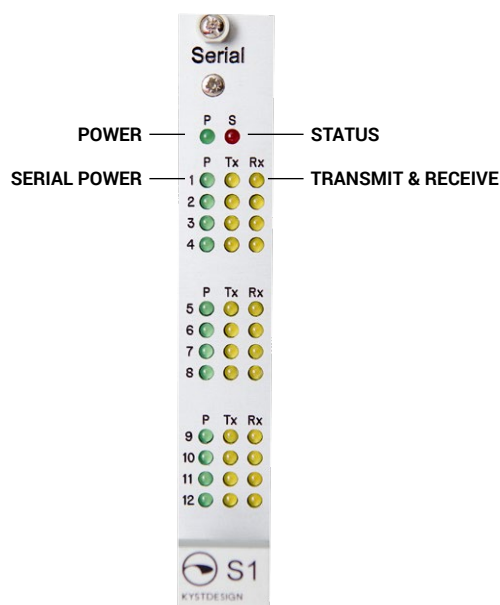 Serial
P S
POWER
STATUS
P Tx Rx
SERIAL POWER
1
TRANSMIT & RECEIVE
2
3
4
P Tx Rx
5
6
7
8
P Tx Rx
9
10
11
12
S1
KYSTDESIGN